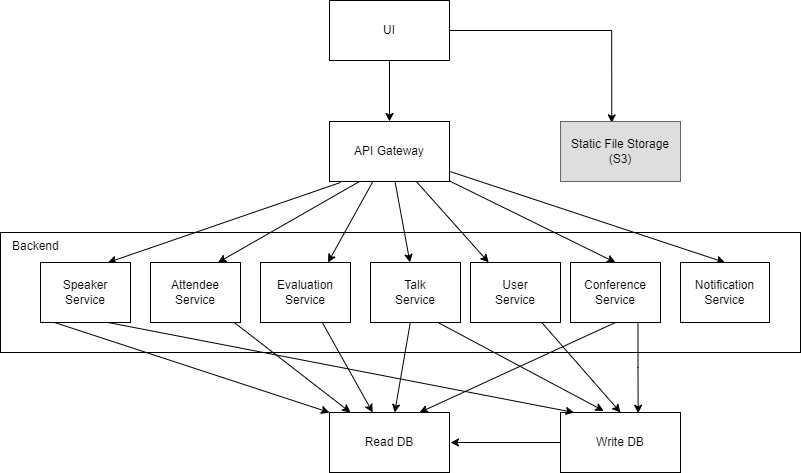 UI
API Gateway
Static File Storage
(S3)
Backend
Speaker
Service
Attendee
Service
Evaluation
Service
Talk
Service
User
Service
Conference
Service
Notification
Service
Read DB
Write DB